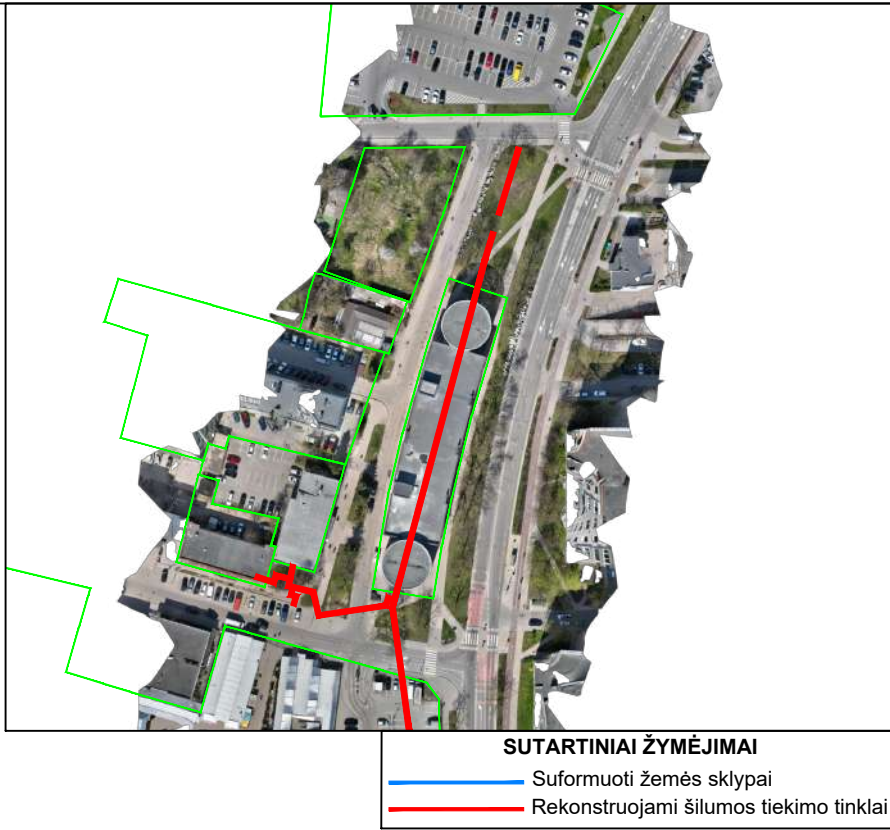 SUTARTINIAI ŽYMĖJIMAI
Suformuoti žemės sklypai
Rekonstruojami šilumos tiekimo tinklai